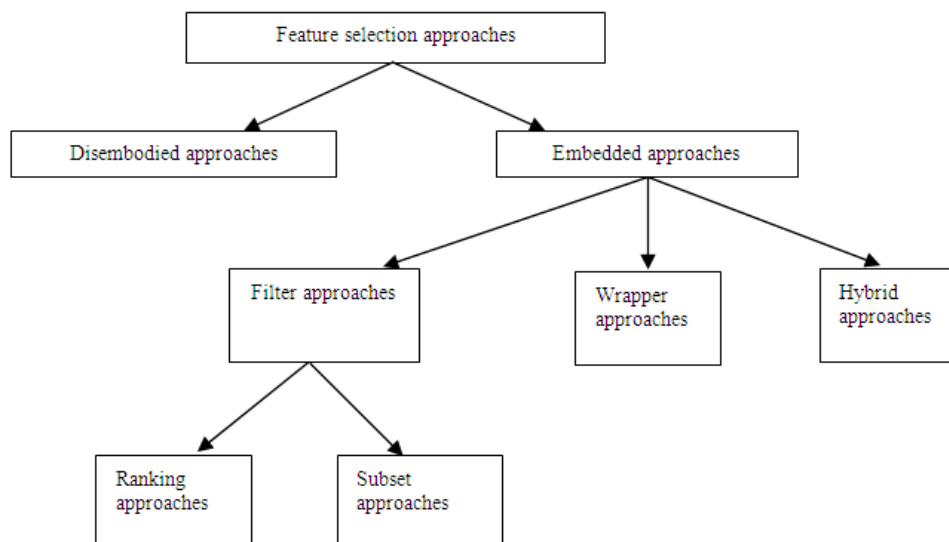 Feature selection approaches
Disembodied approaches
Embedded approaches
Filter approaches
Wrapper
approaches
Hybrid
approaches
Ranking
approaches
Subset
approaches